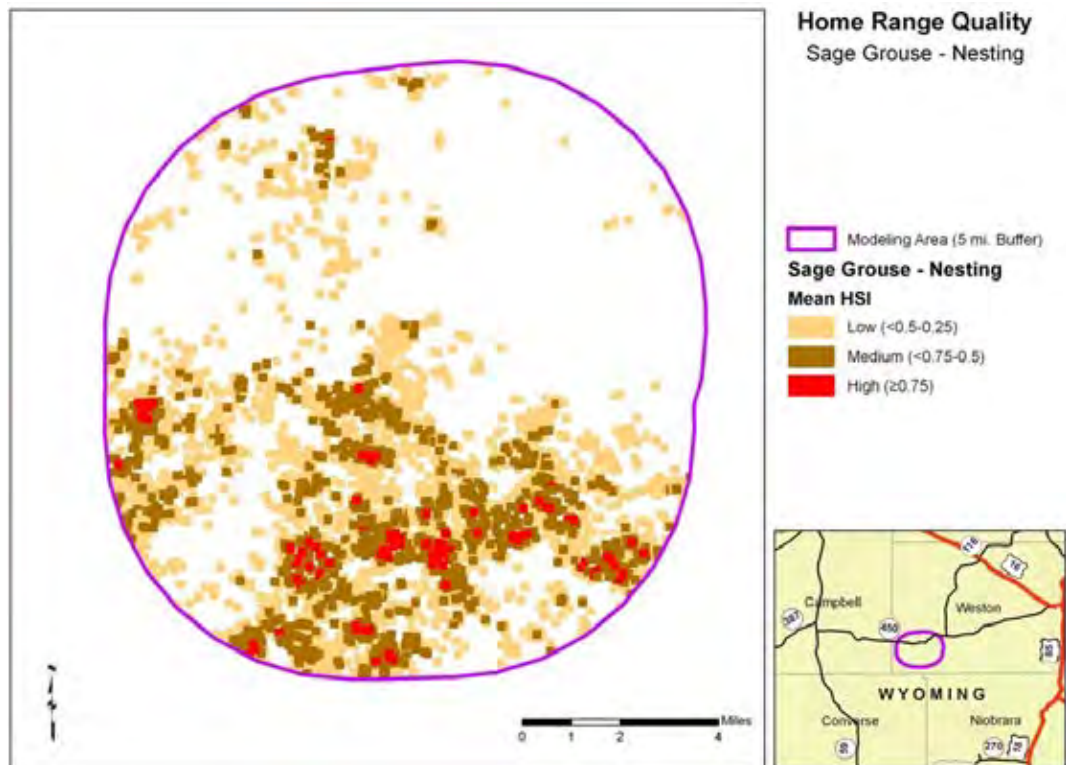 Home Range Quality
Sage Grouse - Nesting
Modeling Area (5 mi. Buffer)
Sage Grouse - Nesting
Mean HSI
Low (<0.5-0.25)
Medium (<0.75-0.5)
High (≥0.75)
Miles
0 1 2 4
116
16
Campbell
Weston
387
450
85
WYOMING
Converse
Niobrara
59
270
18